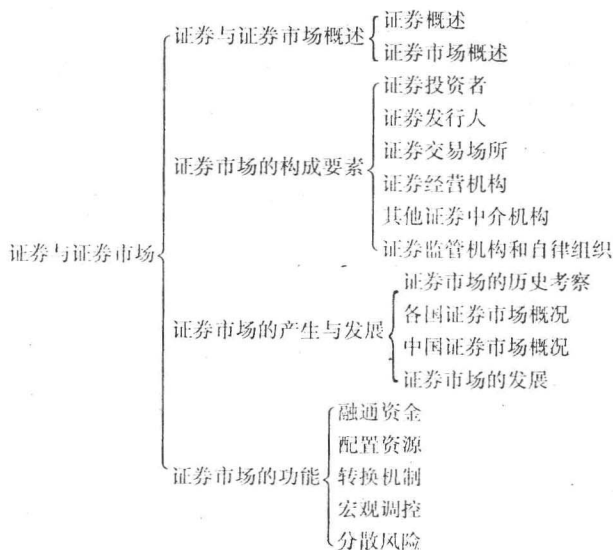 证券与证券市场
证券与证券市场概述
证券概述
证券市场概述
证券市场的构成要素
证券投资者
证券发行人
证券交易场所
证券经营机构
其他证券中介机构
证券监管机构和自律组织
证券市场的产生与发展
证券市场的历史考察
各国证券市场概况
中国证券市场概况
证券市场的发展
证券市场的功能
融通资金
配置资源
转换机制
宏观调控
分散风险